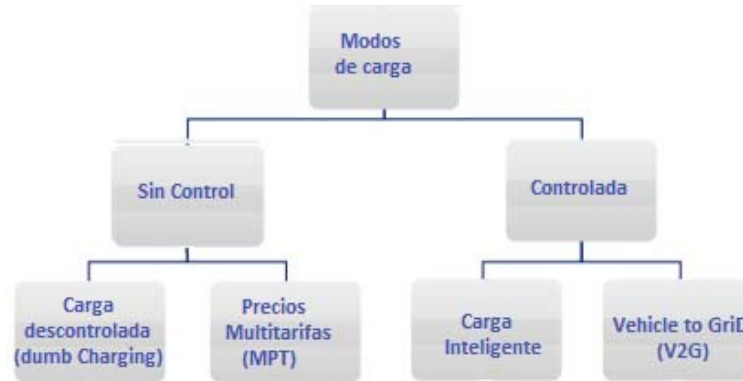 Modos
de carga
Sin Control
Controlada
Carga
descontrolada
(dumb Charging)
Precios
Multitarifas
(MPT)
Carga
Inteligente
Vehicle to GriD
(V2G)